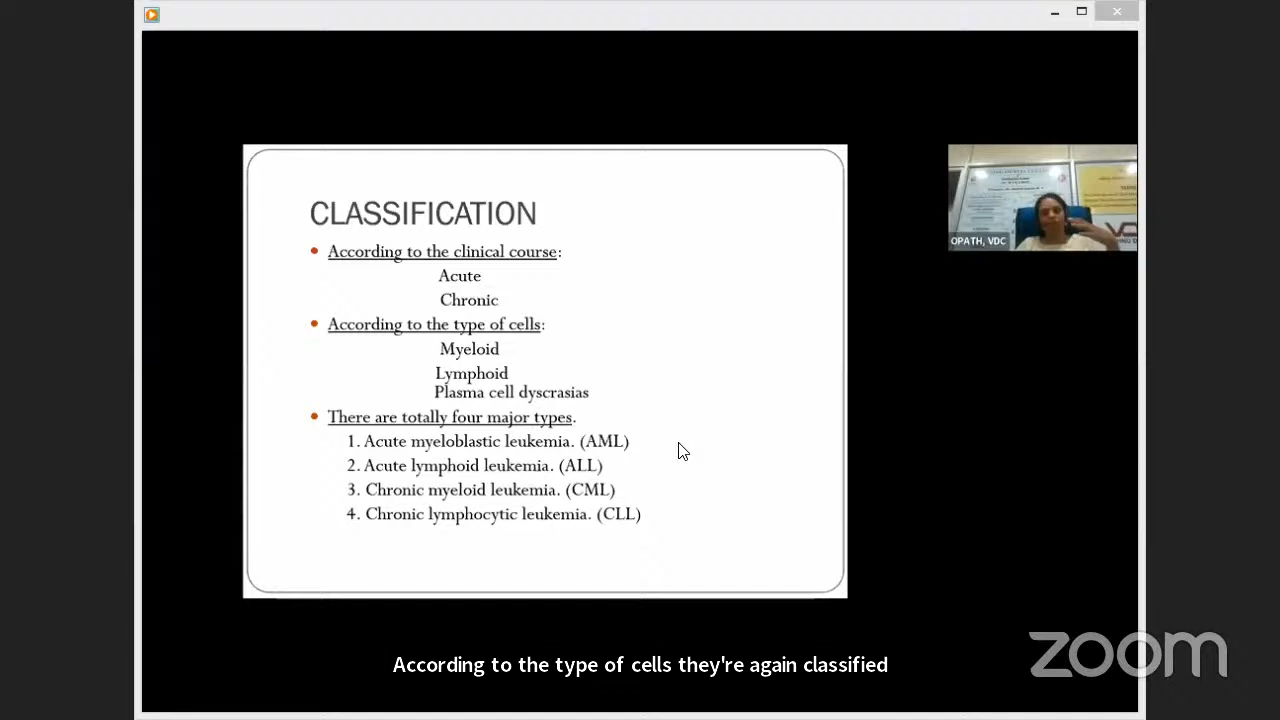 CLASSIFICATION
• According to the clinical course:
Acute
Chronic
• According to the type of cells:
Myeloid
Lymphoid
Plasma cell dyscrasias
• There are totally four major types.
1. Acute myeloblastic leukemia. (AML)
2. Acute lymphoid leukemia. (ALL)
3. Chronic myeloid leukemia. (CML)
4. Chronic lymphocytic leukemia. (CLL)
OPATH, VDC
According to the type of cells they're again classified
zoom